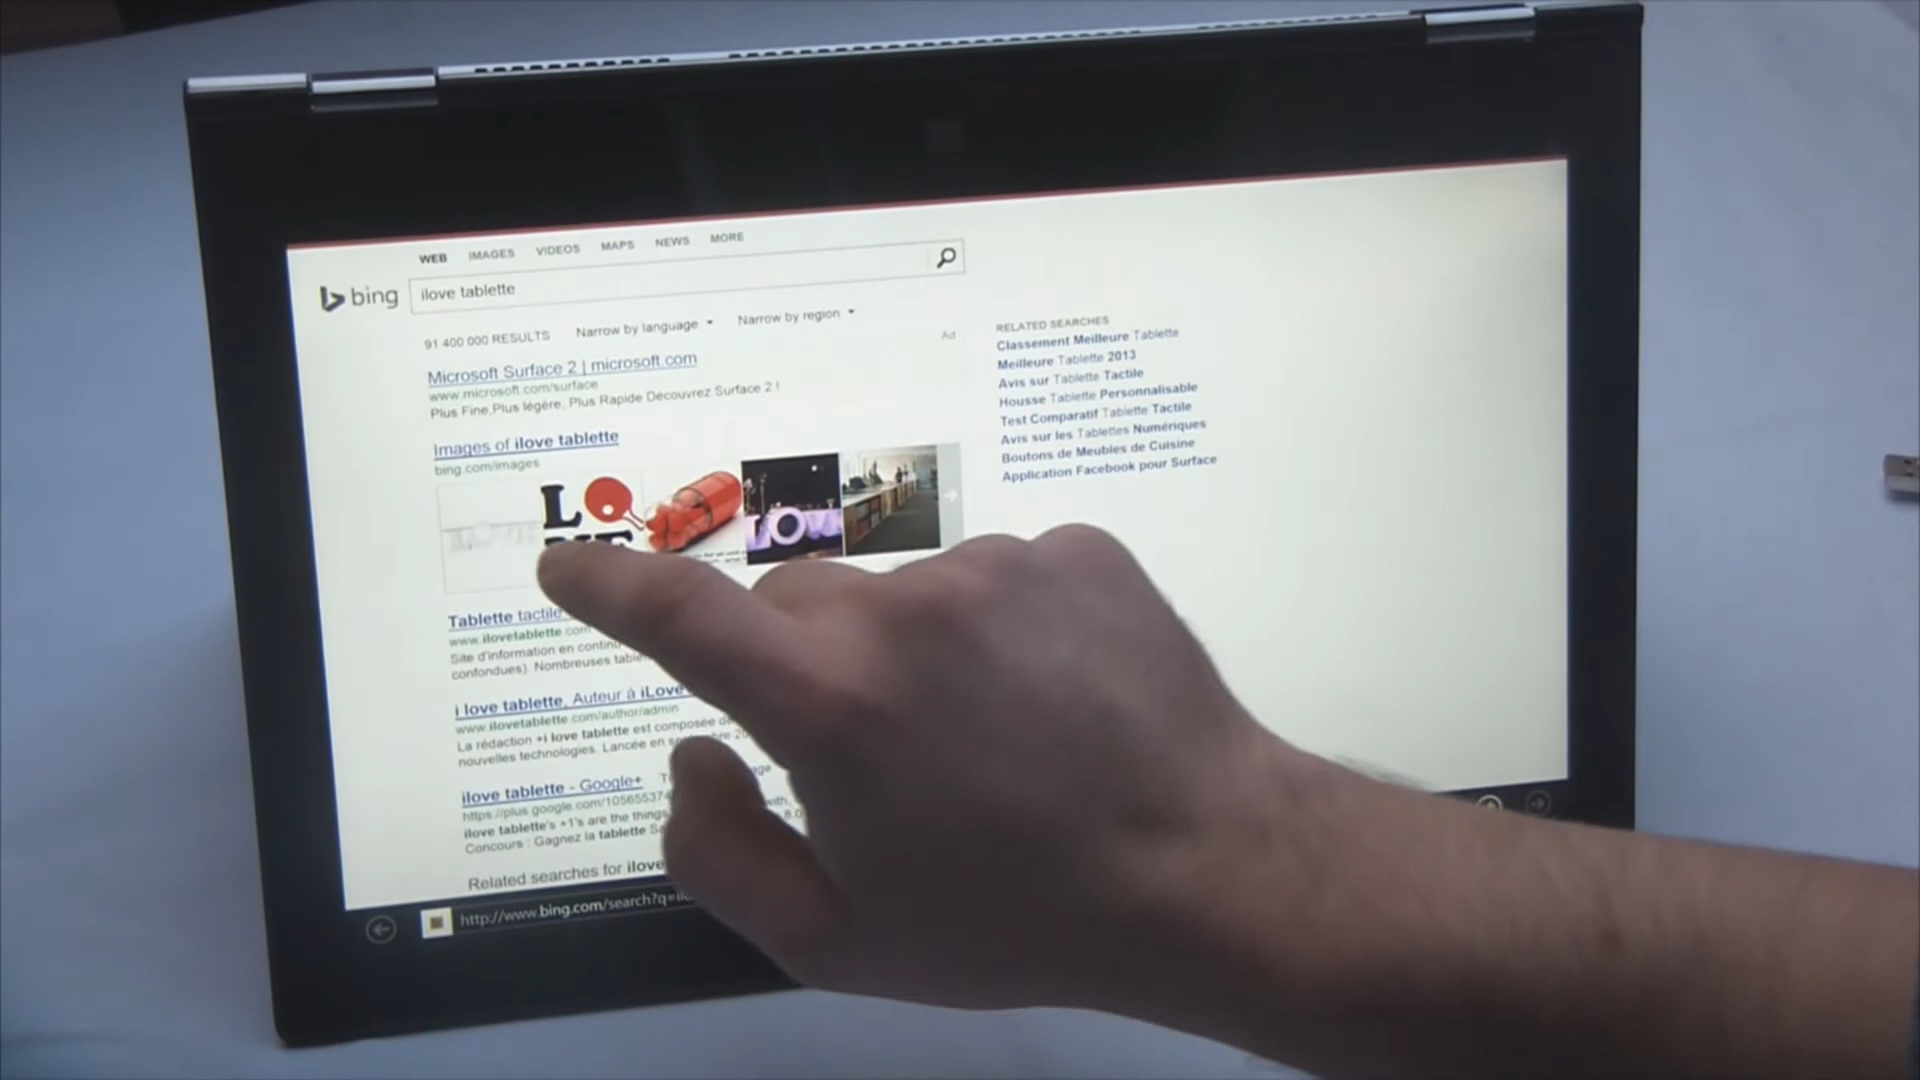 WEB IMAGES VIDEOS MAPS NEWS MORE
bing
ilove tablette
91 400 000 RESULTS Narrow by language Narrow by region
Ad
Microsoft Surface 2 | microsoft.com
www.microsoft.com/surface
Plus Fine,Plus légère, Plus Rapide Découvrez Surface 2 !
Images of ilove tablette
bing.com/images
L
LOVE
Tablette tactile
www.ilovetablette.com
Site d'information en continu
confondues). Nombreuses
i love tablette, Auteur à iLove
www.ilovetablette.com/author/admin
La rédaction +i love tablette est composée de
nouvelles technologies. Lancée en septembre
ilove tablette - Google+
https://plus.google.com/10565537
ilove tablette's +1's are the things
with,
Concours : Gagnez la tablette
8.0
Related searches for ilove
RELATED SEARCHES
Classement Meilleure Tablette
Meilleure Tablette 2013
Avis sur Tablette Tactile
Housse Tablette Personnalisable
Test Comparatif Tablette Tactile
Avis sur les Tablettes Numériques
Boutons de Meubles de Cuisine
Application Facebook pour Surface
http://www.bing.com/search?q=